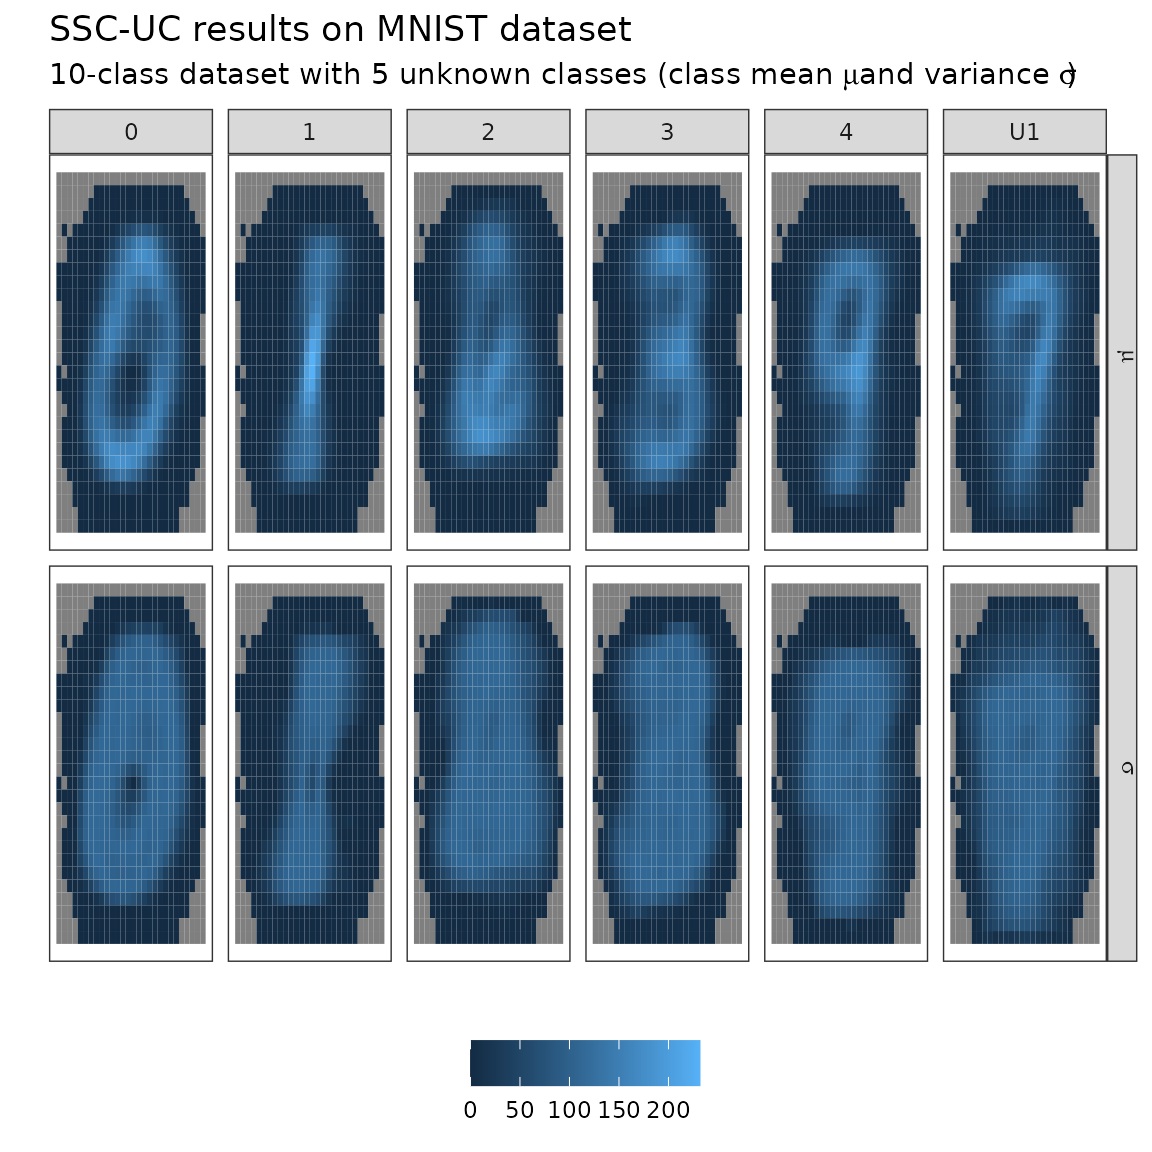 SSC-UC results on MNIST dataset
10-class dataset with 5 unknown classes (class mean μ and variance σ)
0 1 2 3 4 U1
μ
σ
0 50 100 150 200